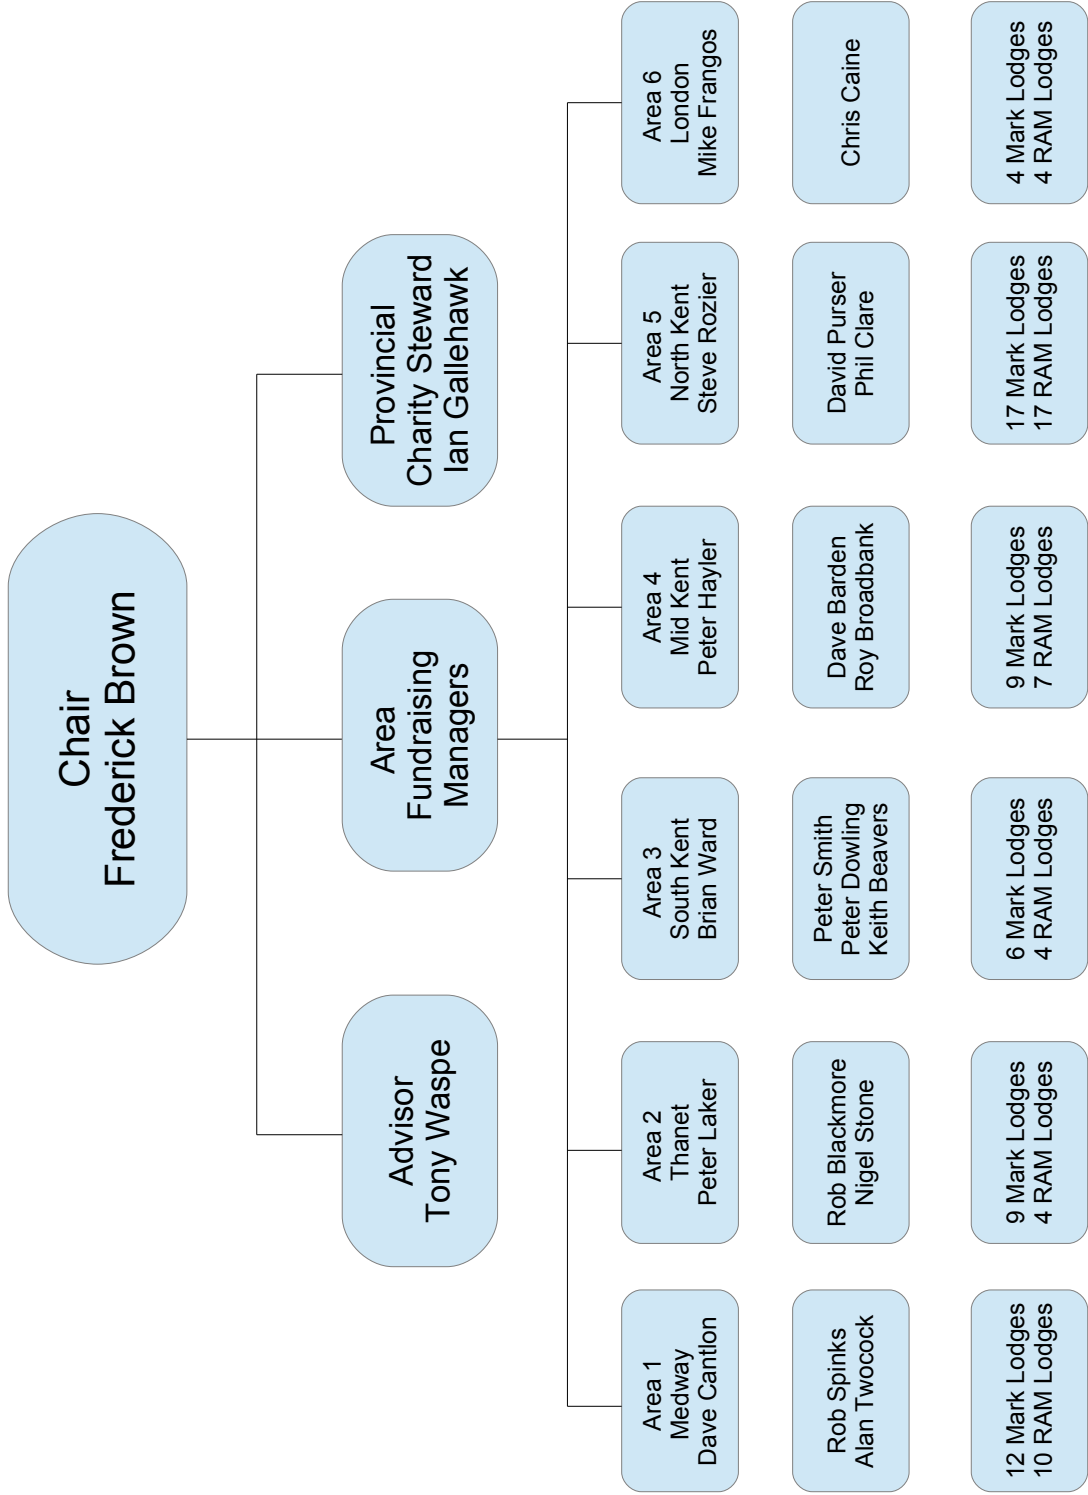 Chair
Frederick Brown
Advisor
Tony Waspe
Area
Fundraising
Managers
Provincial
Charity Steward
Ian Gallehawk
Area 1
Medway
Dave Cantlon
Area 2
Thanet
Peter Laker
Area 3
South Kent
Brian Ward
Area 4
Mid Kent
Peter Hayler
Area 5
North Kent
Steve Rozier
Area 6
London
Mike Frangos
Rob Spinks
Alan Twocock
Rob Blackmore
Nigel Stone
Peter Smith
Peter Dowling
Keith Beavers
Dave Barden
Roy Broadbank
David Purser
Phil Clare
Chris Caine
12 Mark Lodges
10 RAM Lodges
9 Mark Lodges
4 RAM Lodges
6 Mark Lodges
4 RAM Lodges
9 Mark Lodges
7 RAM Lodges
17 Mark Lodges
17 RAM Lodges
4 Mark Lodges
4 RAM Lodges